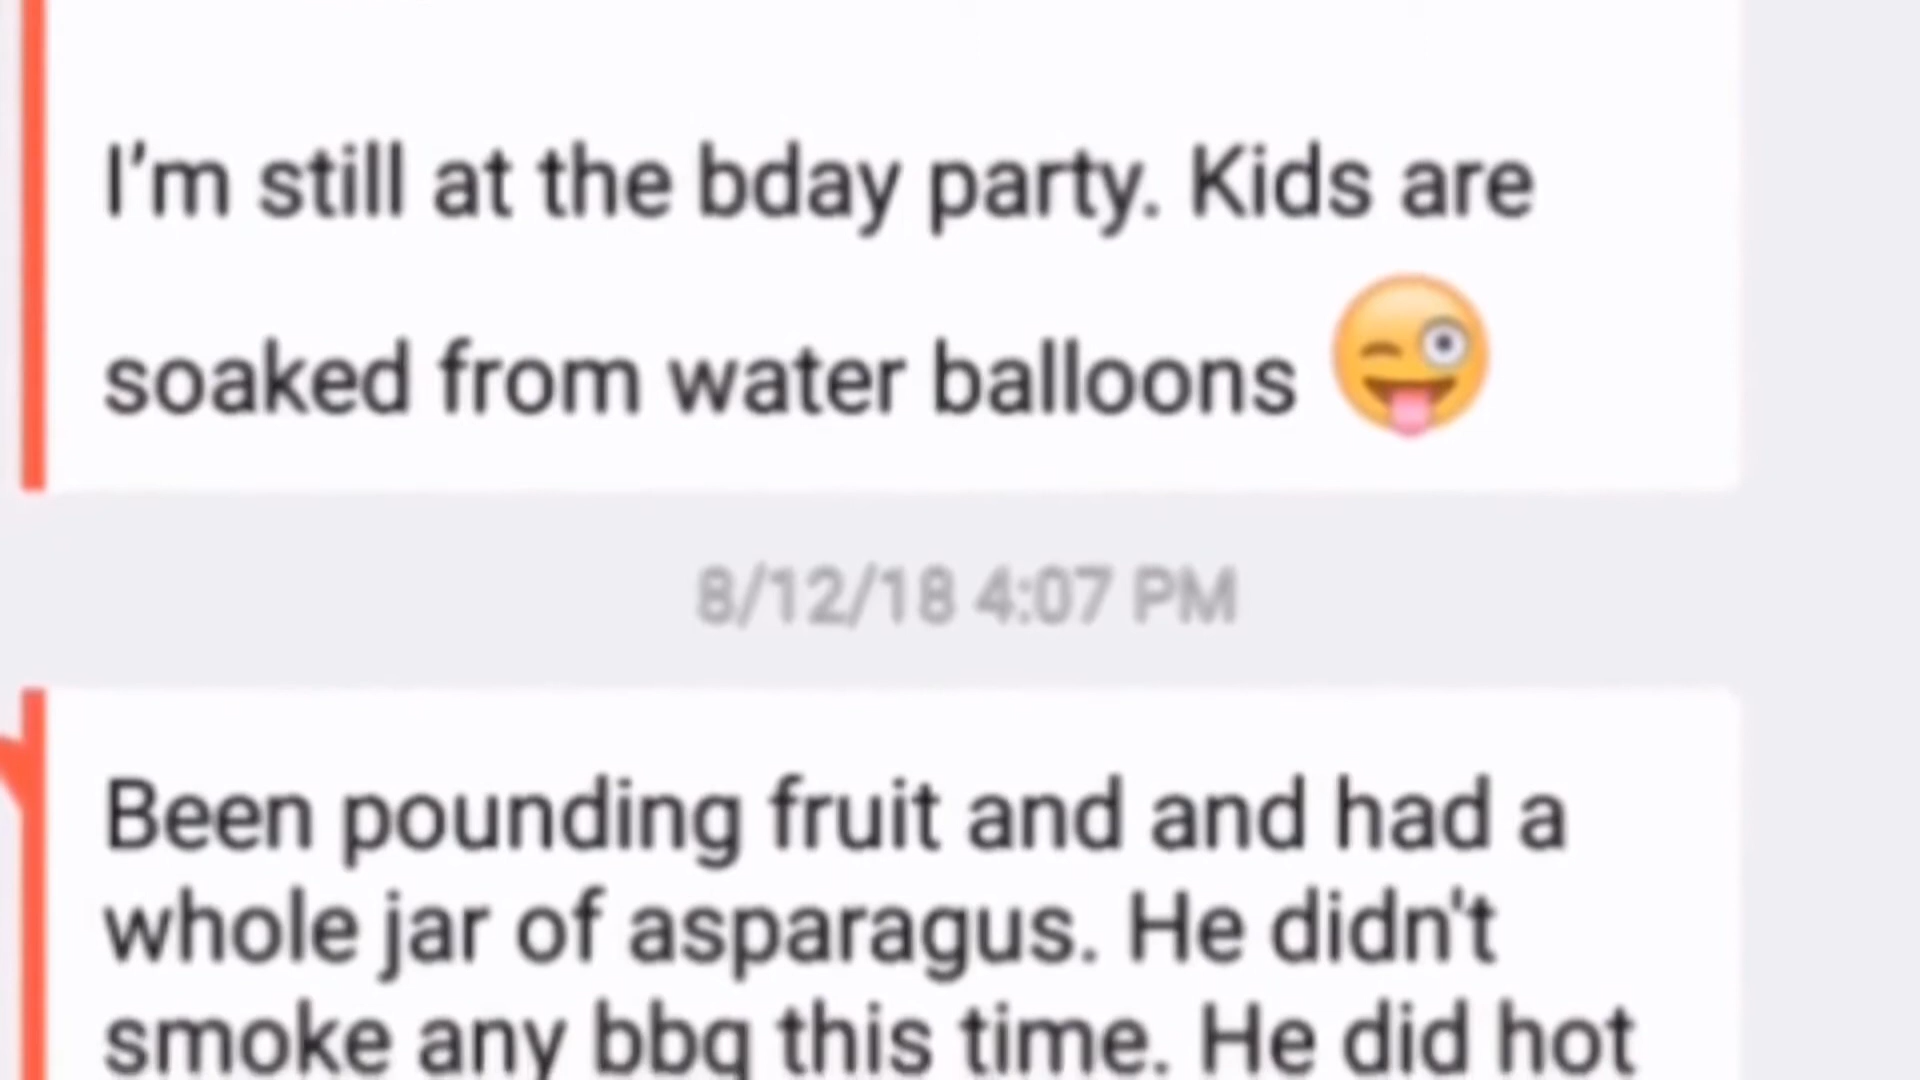 I'm still at the bday party. Kids are
soaked from water balloons 😜
8/12/18 4:07 PM
Been pounding fruit and and had a
whole jar of asparagus. He didn't
smoke any bbq this time. He did hot